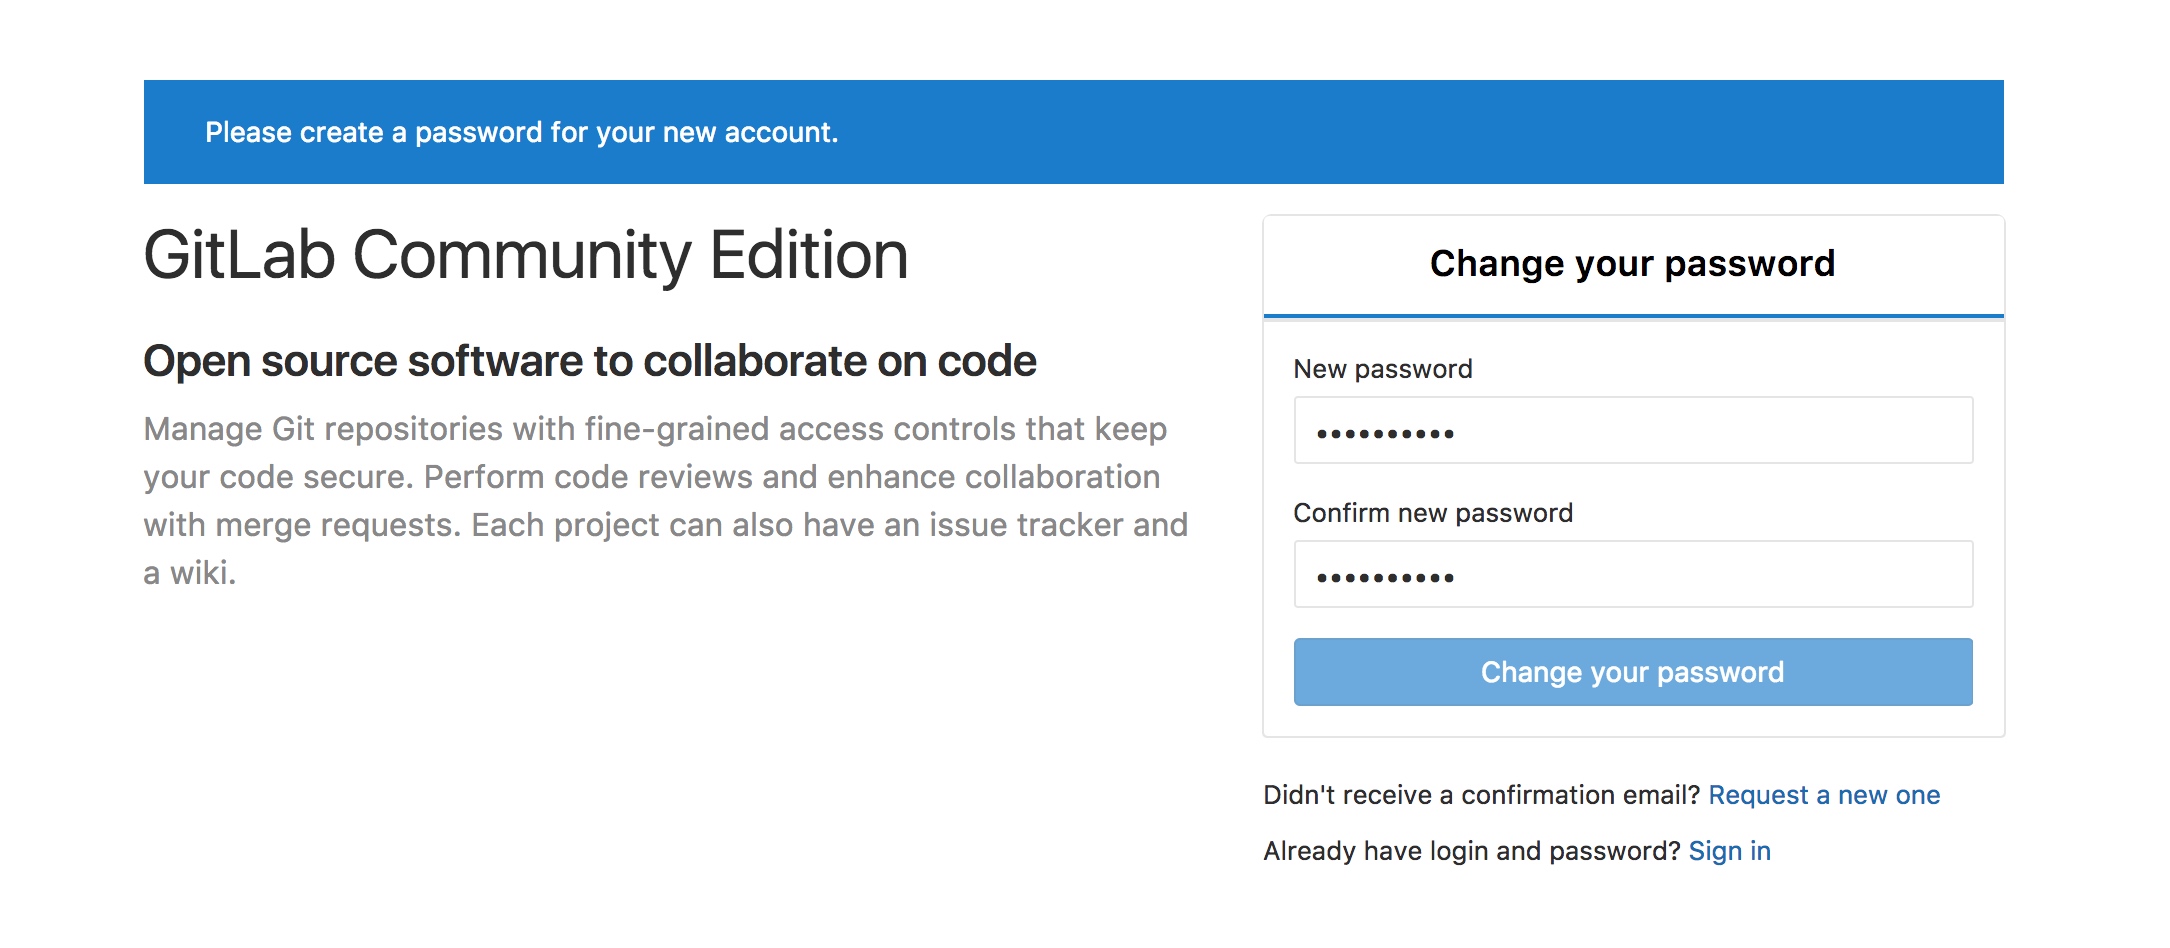 Please create a password for your new account.
GitLab Community Edition
Open source software to collaborate on code
Manage Git repositories with fine-grained access controls that keep
your code secure. Perform code reviews and enhance collaboration
with merge requests. Each project can also have an issue tracker and
a wiki.
Change your password
New password
••••••••••
Confirm new password
••••••••••
Change your password
Didn't receive a confirmation email? Request a new one
Already have login and password? Sign in